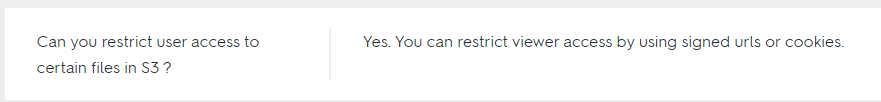 Can you restrict user access to
certain files in S3 ?
Yes. You can restrict viewer access by using signed urls or cookies.